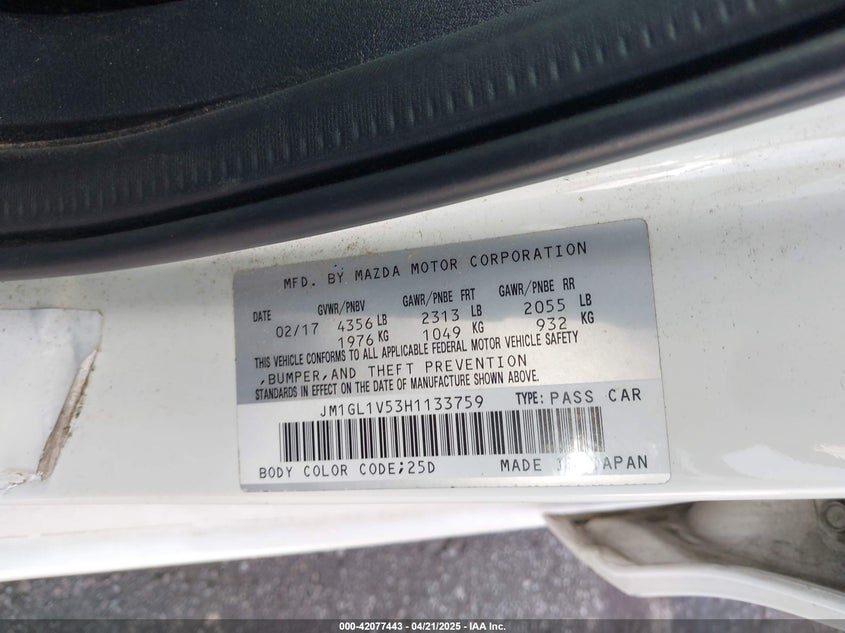 MFD. BY MAZDA MOTOR CORPORATION
DATE GVWR/PNBV GAWR/PNBE FRT GAWR/PNBE RR
02/17 4356 LB 2313 LB 2055 LB
1976 KG 1049 KG 932 KG
THIS VEHICLE CONFORMS TO ALL APPLICABLE FEDERAL MOTOR VEHICLE SAFETY
,BUMPER,AND THEFT PREVENTION
STANDARDS IN EFFECT ON THE DATE OF MANUFACTURE SHOWN ABOVE.
JM1GL1V53H1133759 TYPE: PASS CAR
BODY COLOR CODE;25D MADE IN JAPAN
000-42077443 - 04/21/2025 - IAA Inc.